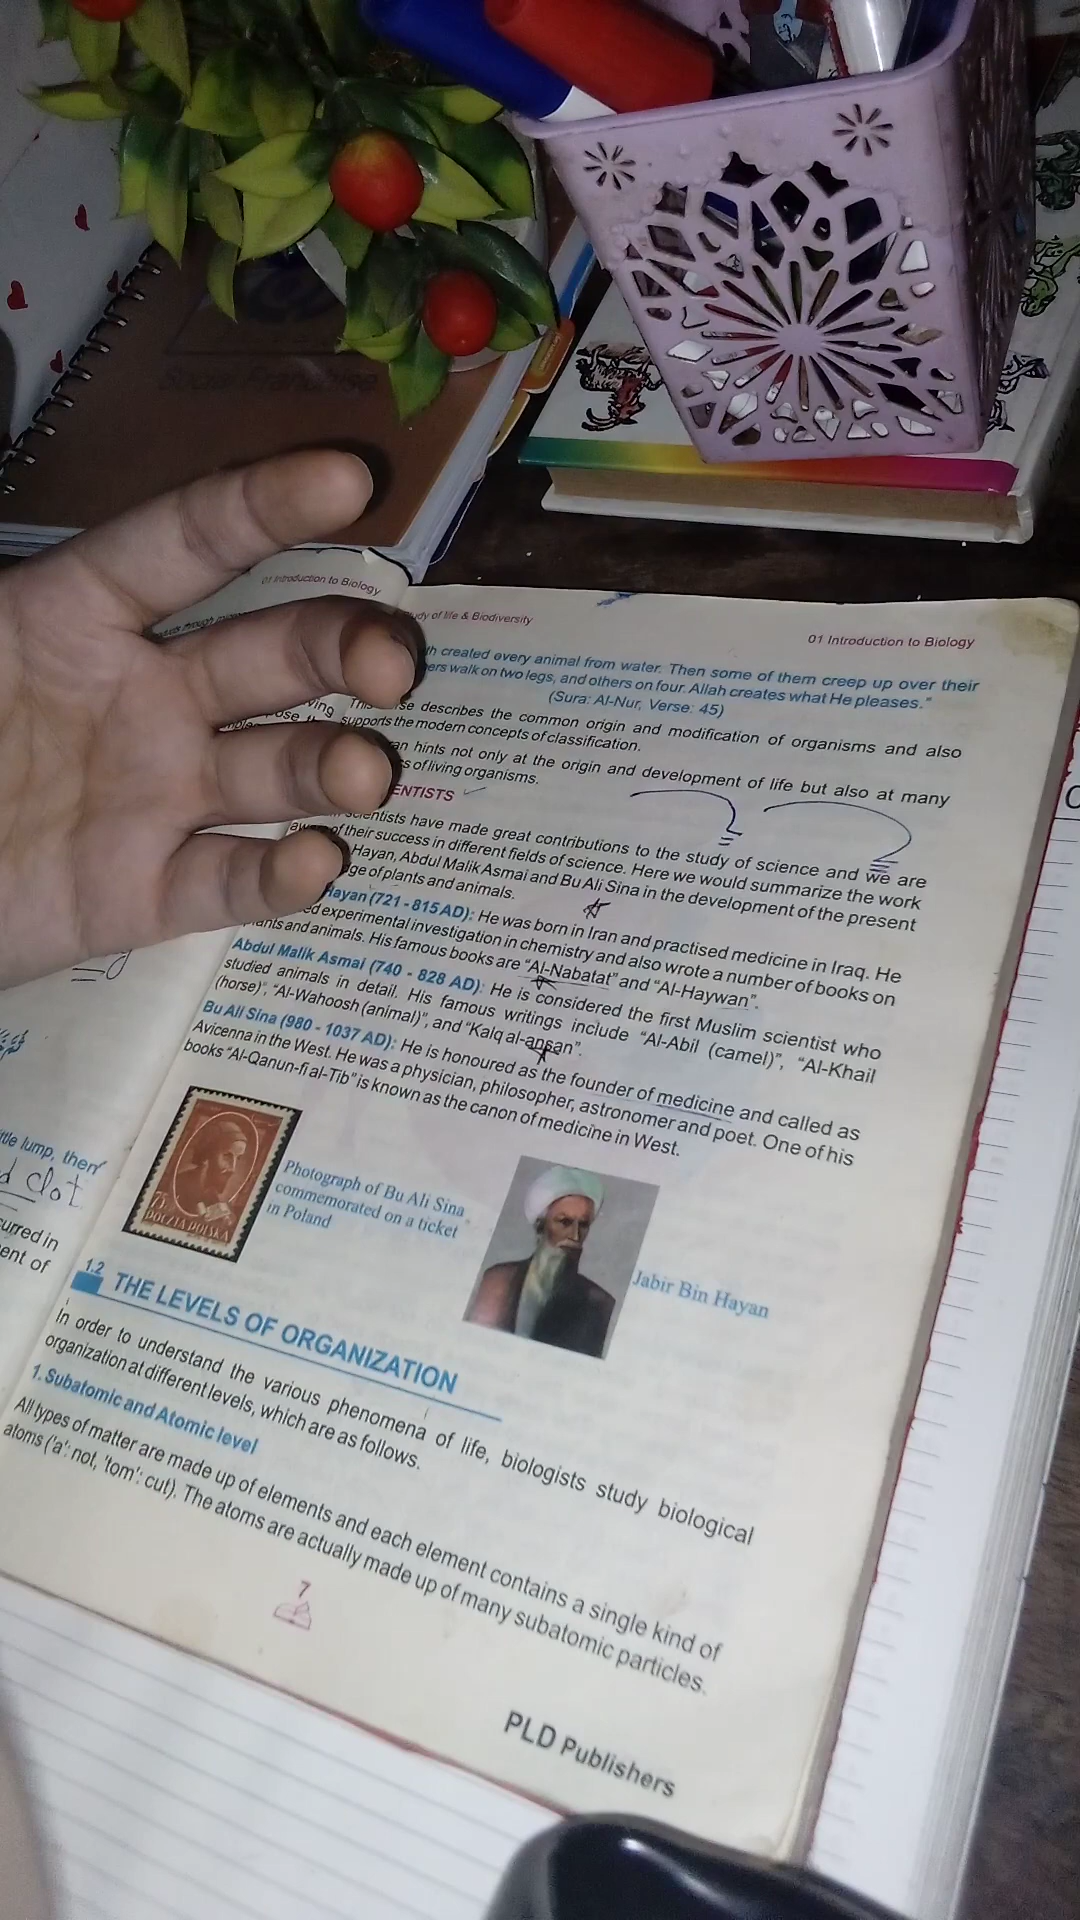 Social Franchise
01 Introduction to Biology
Study of life & Biodiversity
01 Introduction to Biology
created every animal from water. Then some of them creep up over their
walk on two legs, and others on four. Allah creates what He pleases."
(Sura: Al-Nur, Verse: 45)
describes the common origin and modification of organisms and also
supports the modern concepts of classification.
hints not only at the origin and development of life but also at many
of living organisms.
scientists have made great contributions to the study of science and we are
of their success in different fields of science. Here we would summarize the work
Hayan, Abdul Malik Asmai and Bu Ali Sina in the development of the present
of plants and animals.
Hayan (721 - 815 AD): He was born in Iran and practised medicine in Iraq. He
experimental investigation in chemistry and also wrote a number of books on
plants and animals. His famous books are "Al-Nabatat" and "Al-Haywan".
Abdul Malik Asmai (740 - 828 AD): He is considered the first Muslim scientist who
studied animals in detail. His famous writings include "Al-Abil (camel)", "Al-Khail
(horse)", "Al-Wahoosh (animal)", and "Kalq al-ansan".
Bu Ali Sina (980 - 1037 AD): He is honoured as the founder of medicine and called as
Avicenna in the West. He was a physician, philosopher, astronomer and poet. One of his
books "Al-Qanun-fi al-Tib" is known as the canon of medicine in West.
75
POCZTA POLSKA
Photograph of Bu Ali Sina
commemorated on a ticket
in Poland
Jabir Bin Hayan
little lump, then
clot
curred in
ent of
1.2 THE LEVELS OF ORGANIZATION
In order to understand the various phenomena of life, biologists study biological
organization at different levels, which are as follows.
1. Subatomic and Atomic level
All types of matter are made up of elements and each element contains a single kind of
atoms ('a': not, 'tom': cut). The atoms are actually made up of many subatomic particles.
7
PLD Publishers